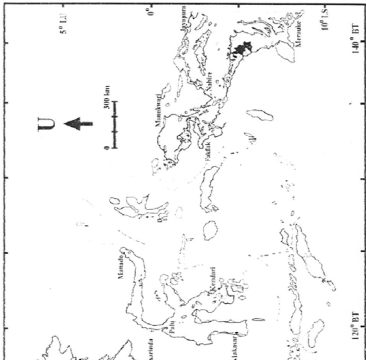 5° LU
0°
10° LS
140° BT
120° BT
U
0 300 km
Jayapura
Nabire
Manokwari
Fakfak
Manado
Palu
Kendari
arinda